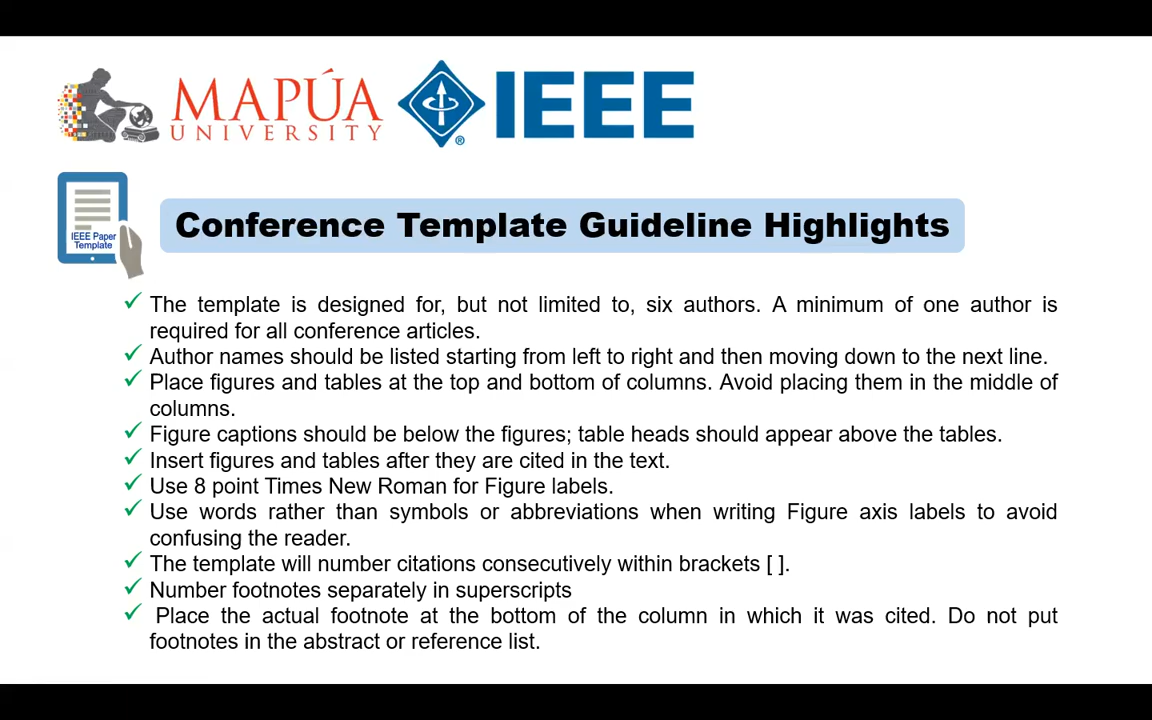 MAPÚA
UNIVERSITY
IEEE
®
IEEE Paper
Template
Conference Template Guideline Highlights
✓ The template is designed for, but not limited to, six authors. A minimum of one author is
required for all conference articles.
✓ Author names should be listed starting from left to right and then moving down to the next line.
✓ Place figures and tables at the top and bottom of columns. Avoid placing them in the middle of
columns.
✓ Figure captions should be below the figures; table heads should appear above the tables.
✓ Insert figures and tables after they are cited in the text.
✓ Use 8 point Times New Roman for Figure labels.
✓ Use words rather than symbols or abbreviations when writing Figure axis labels to avoid
confusing the reader.
✓ The template will number citations consecutively within brackets [ ].
✓ Number footnotes separately in superscripts
✓ Place the actual footnote at the bottom of the column in which it was cited. Do not put
footnotes in the abstract or reference list.